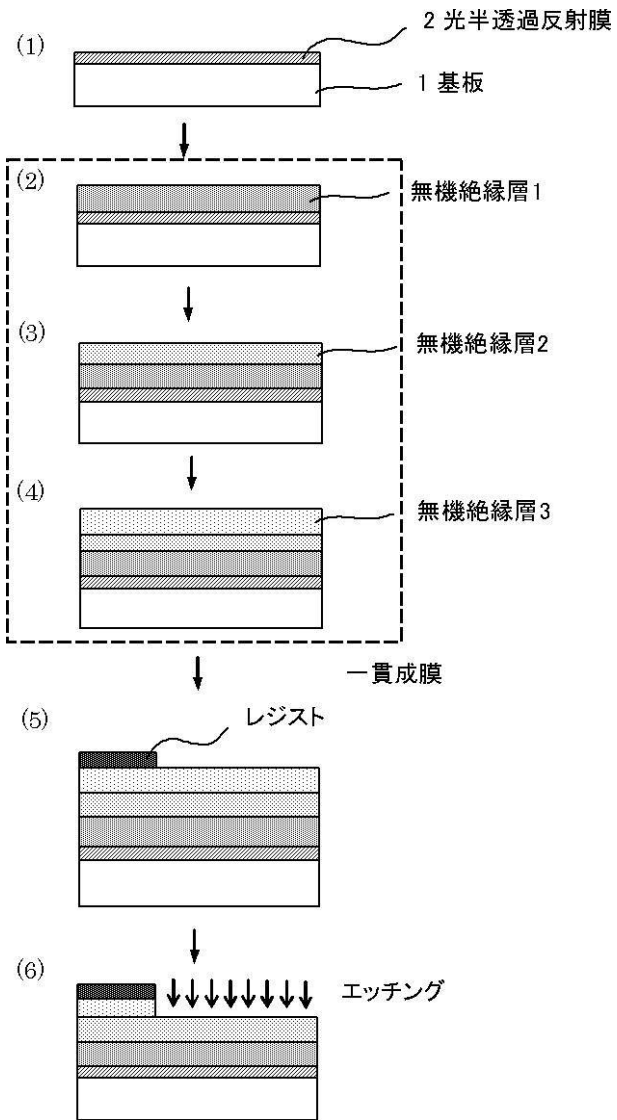 2 光半透過反射膜
(1)
1 基板
(2)
無機絶縁層1
(3)
無機絶縁層2
(4)
無機絶縁層3
一貫成膜
(5)
レジスト
(6)
エッチング